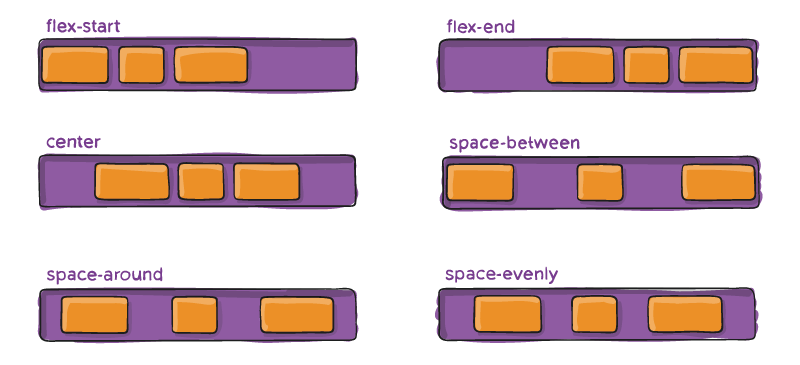 flex-start
flex-end
center
space-between
space-around
space-evenly